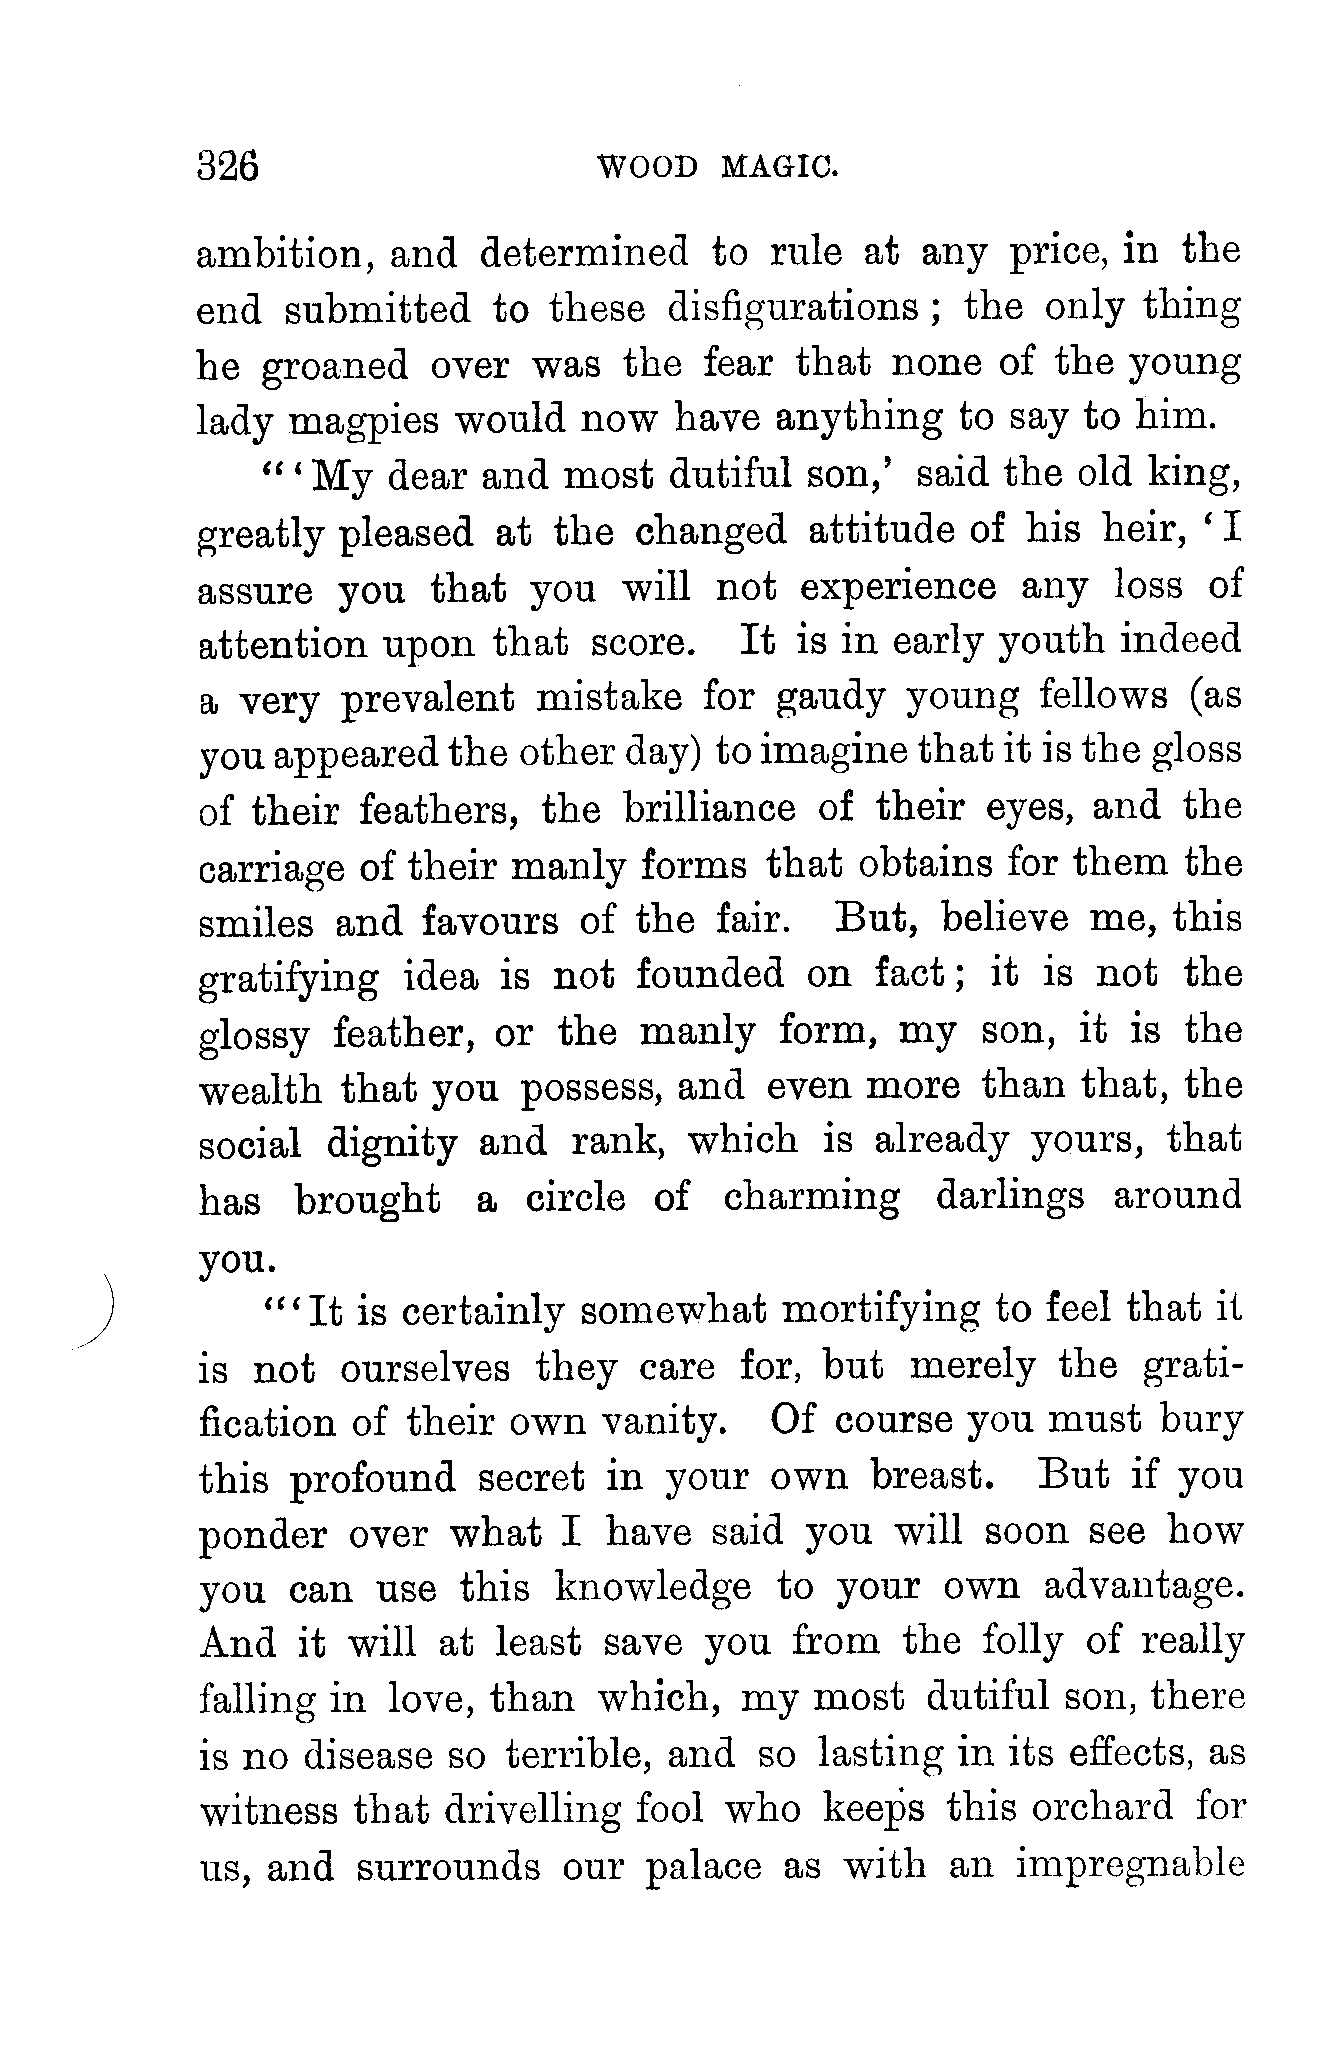 326 WOOD MAGIC.
ambition, and determined to rule at any price, in the
end submitted to these disfigurations ; the only thing
he groaned over was the fear that none of the young
lady magpies would now have anything to say to him.
“ ‘ My dear and most dutiful son,’ said the old king,
greatly pleased at the changed attitude of his heir, ‘ I
assure you that you will not experience any loss of
attention upon that score. It is in early youth indeed
a very prevalent mistake for gaudy young fellows (as
you appeared the other day) to imagine that it is the gloss
of their feathers, the brilliance of their eyes, and the
carriage of their manly forms that obtains for them the
smiles and favours of the fair. But, believe me, this
gratifying idea is not founded on fact ; it is not the
glossy feather, or the manly form, my son, it is the
wealth that you possess, and even more than that, the
social dignity and rank, which is already yours, that
has brought a circle of charming darlings around
you.
“ ‘ It is certainly somewhat mortifying to feel that it
is not ourselves they care for, but merely the grati-
fication of their own vanity. Of course you must bury
this profound secret in your own breast. But if you
ponder over what I have said you will soon see how
you can use this knowledge to your own advantage.
And it will at least save you from the folly of really
falling in love, than which, my most dutiful son, there
is no disease so terrible, and so lasting in its effects, as
witness that drivelling fool who keeps this orchard for
us, and surrounds our palace as with an impregnable